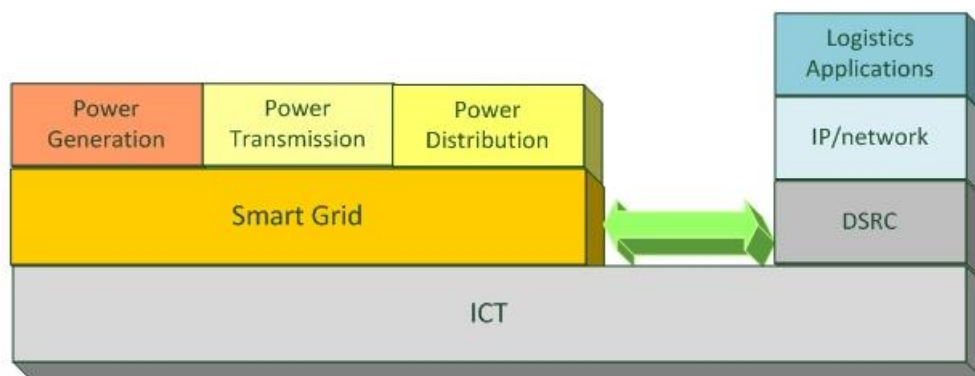 Logistics
Applications
Power
Generation
Power
Transmission
Power
Distribution
IP/network
Smart Grid
DSRC
ICT